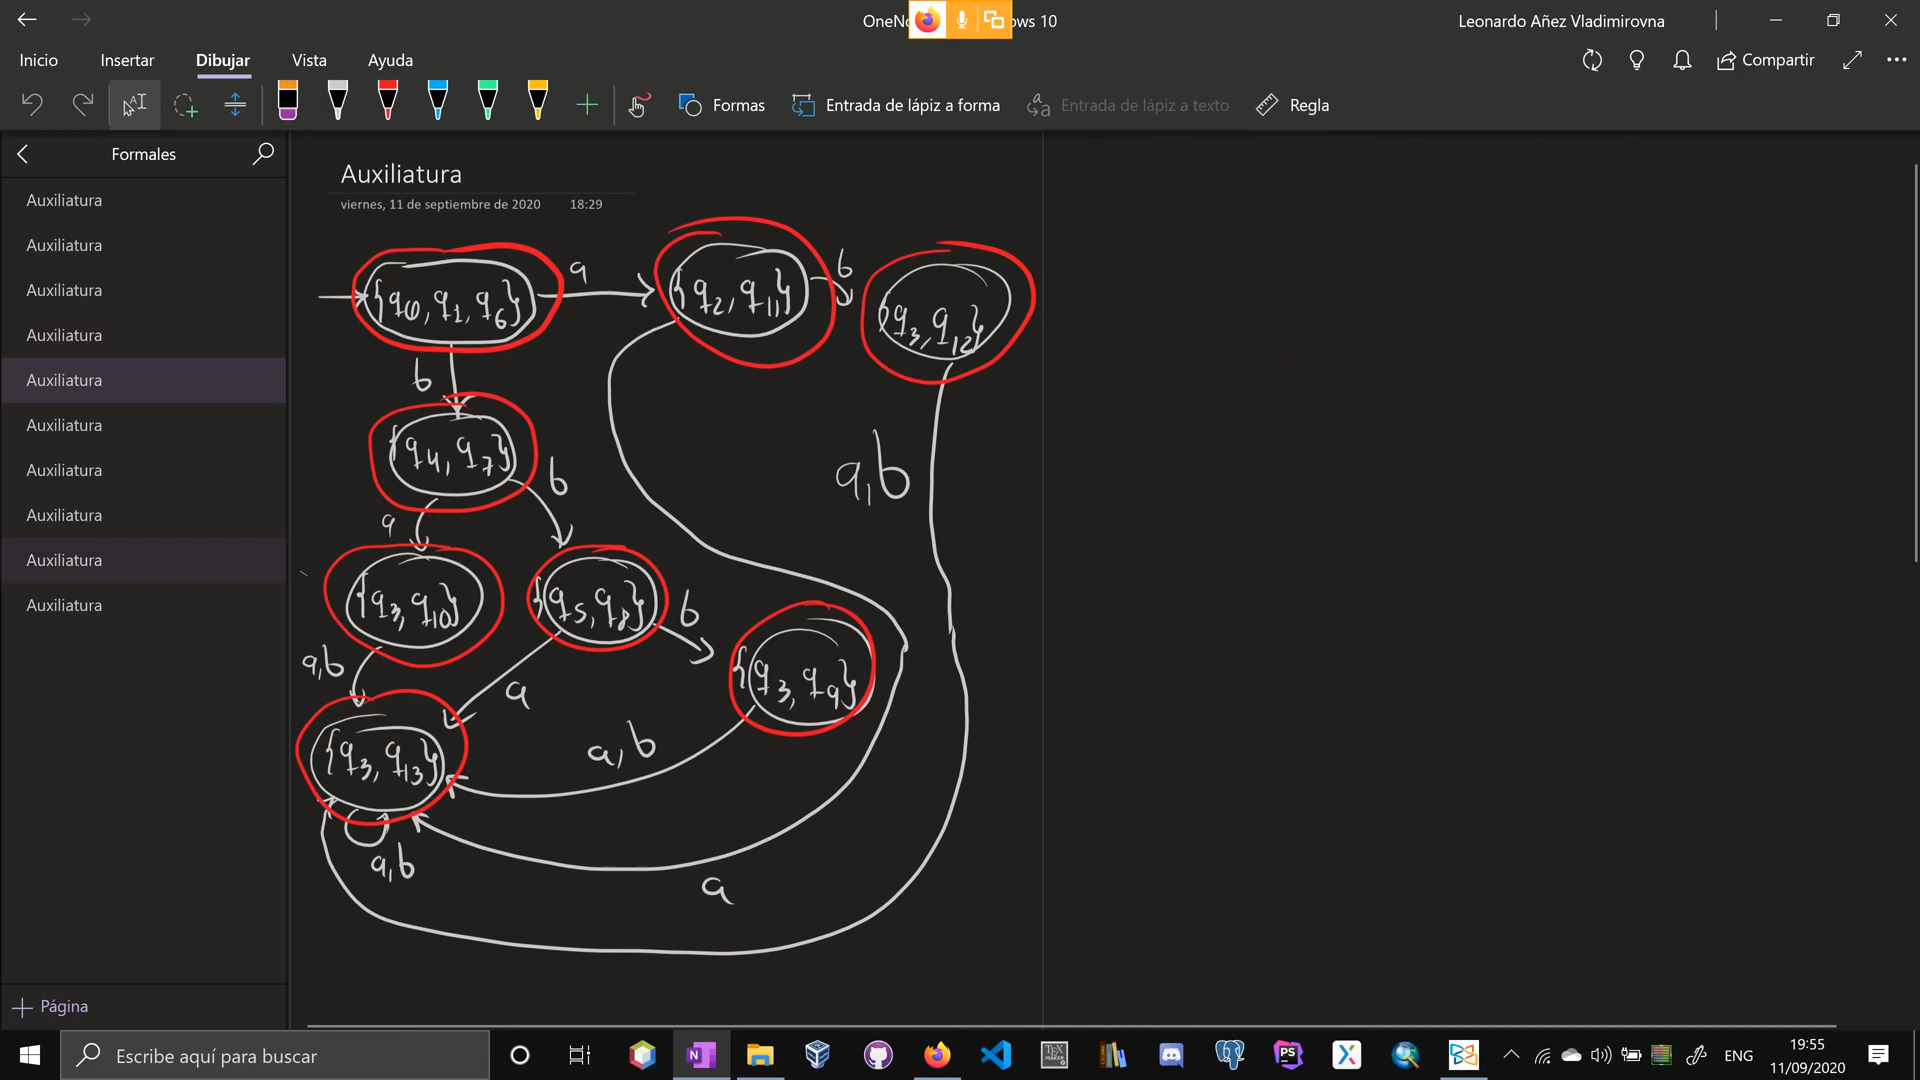 OneNo
ows 10
Leonardo Añez Vladimirovna
Inicio
Insertar
Dibujar
Vista
Ayuda
Compartir
Formas
Entrada de lápiz a forma
Entrada de lápiz a texto
Regla
Formales
Auxiliatura
Auxiliatura
Auxiliatura
Auxiliatura
Auxiliatura
Auxiliatura
Auxiliatura
Auxiliatura
Auxiliatura
Auxiliatura
Página
Auxiliatura
viernes, 11 de septiembre de 2020 18:29
{q0, q1, q6}
a
{q2, q11}
b
{q3, q12}
b
{q4, q7}
b
a,b
a
{q3, q10}
{q5, q8}
b
a,b
a
{q3, q9}
{q3, q13}
a,b
a,b
a
Escribe aquí para buscar
ENG
19:55
11/09/2020